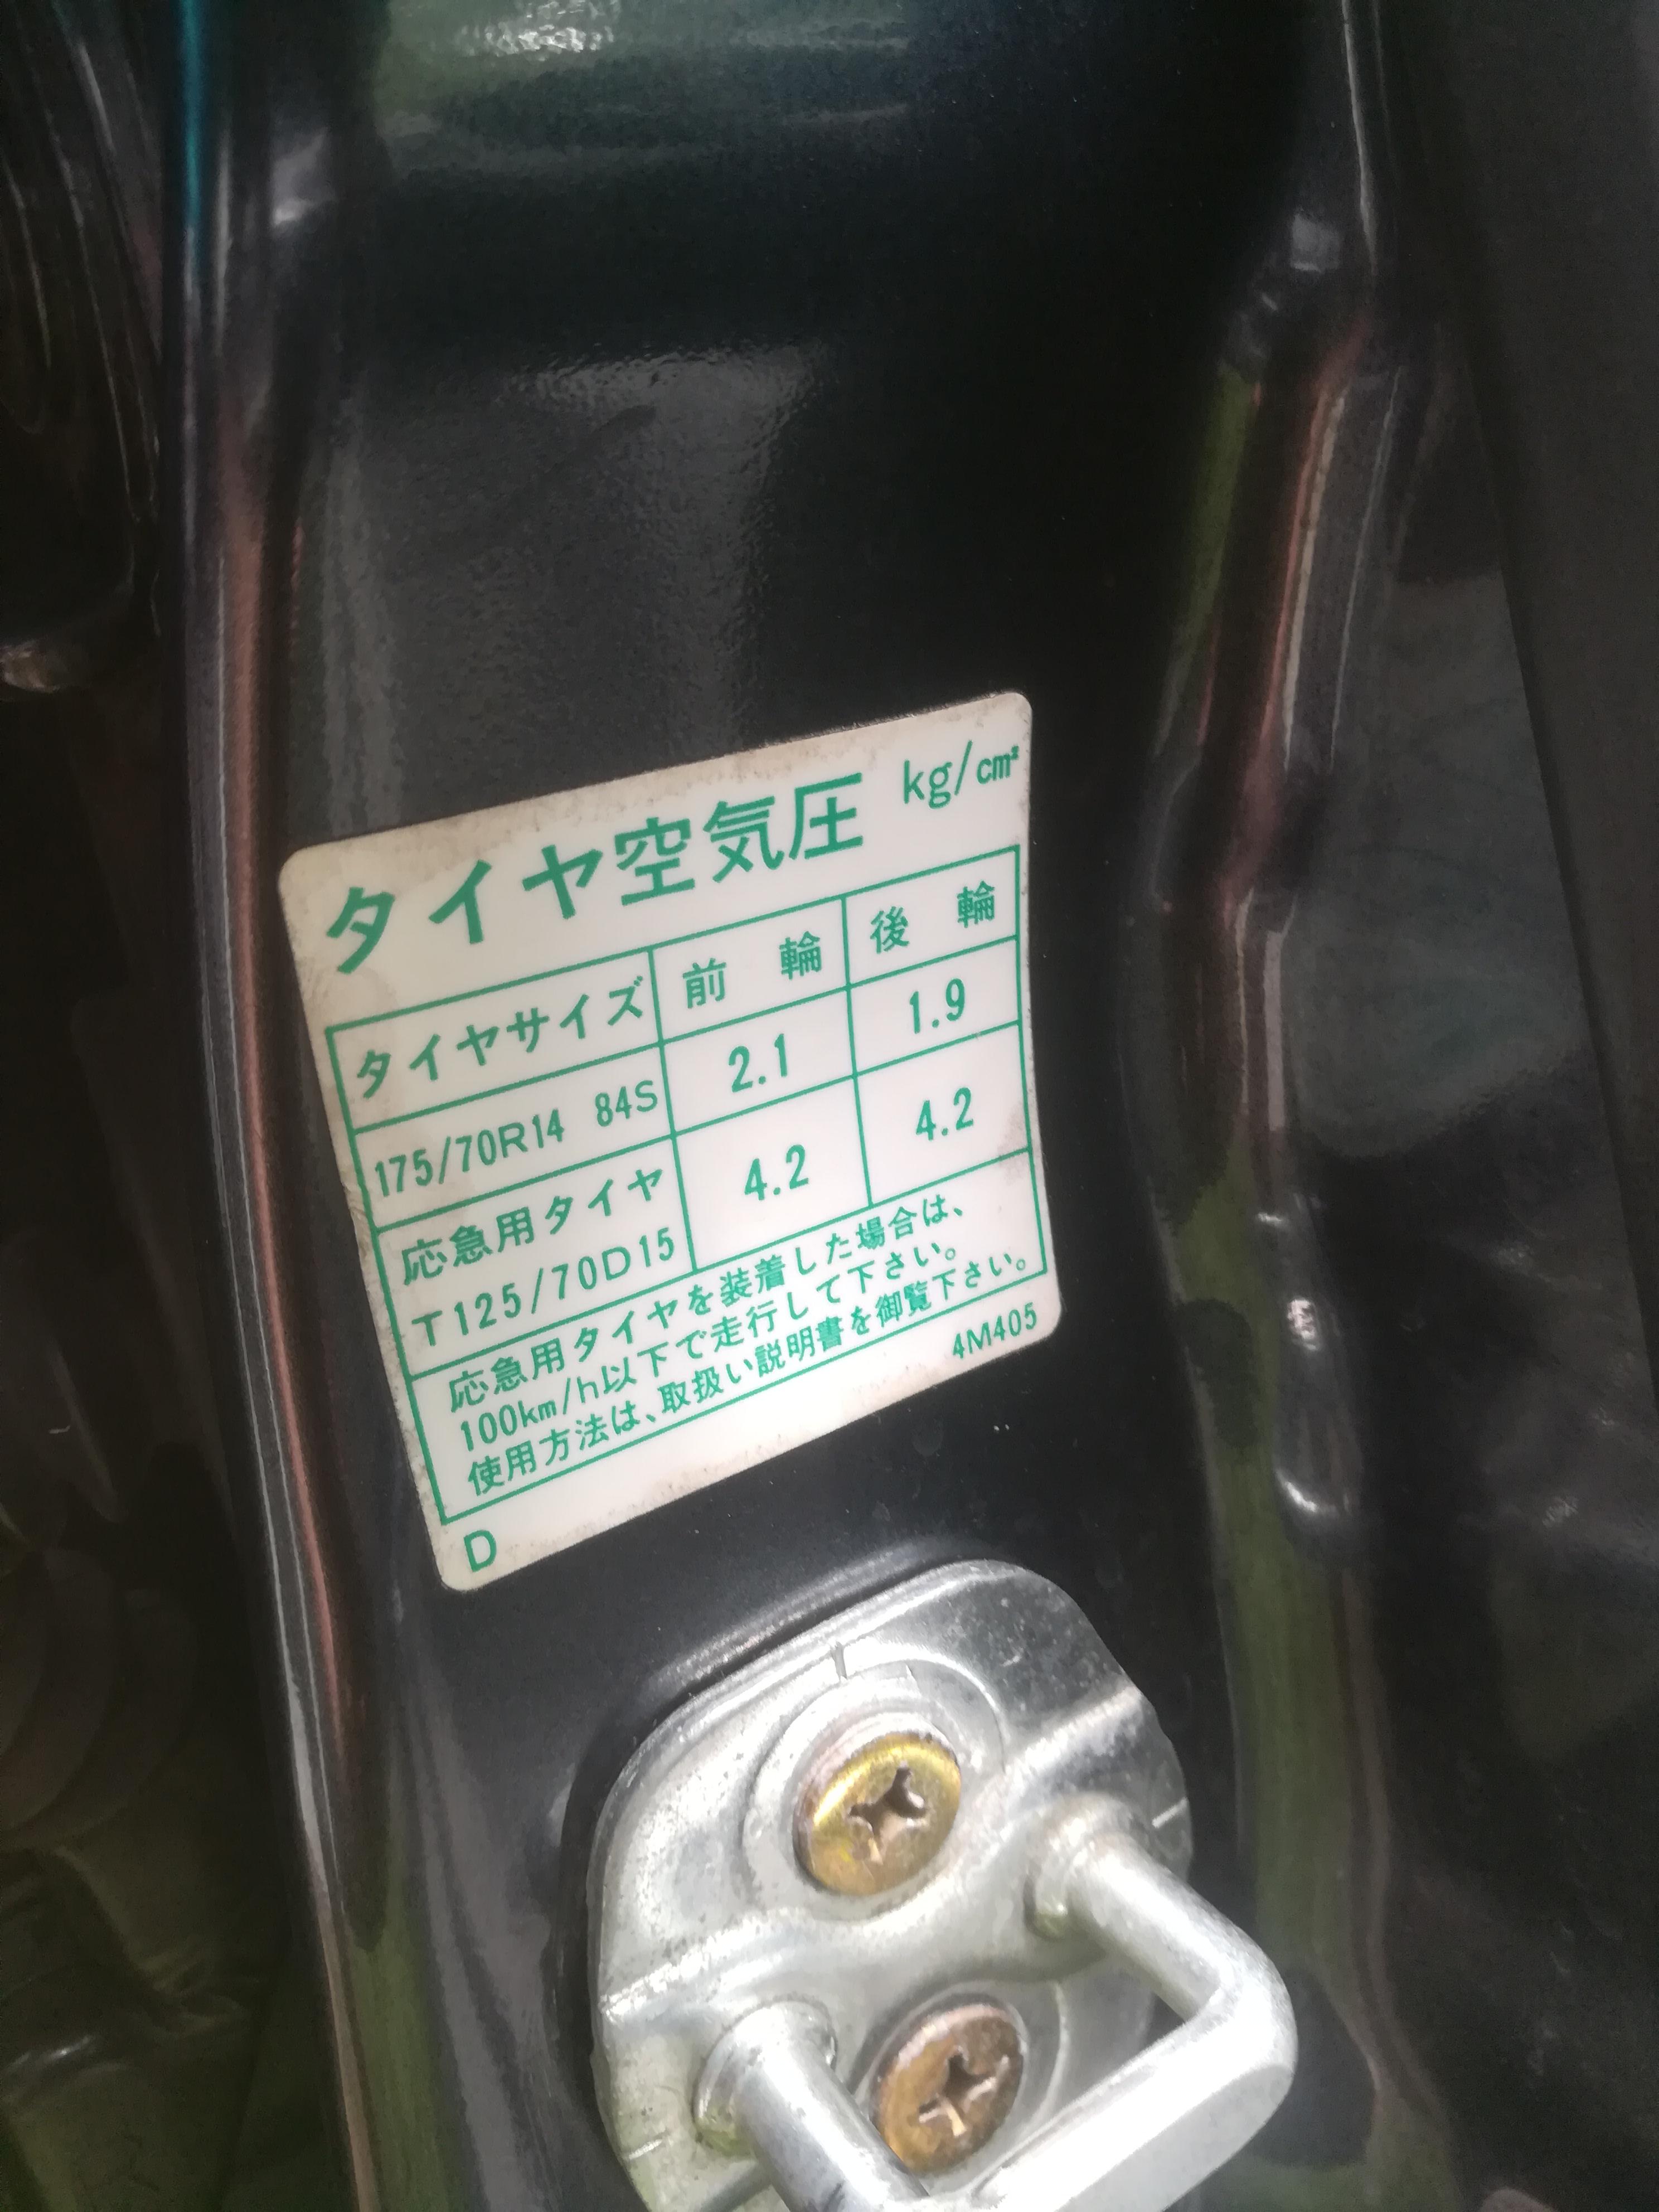 タイヤ空気圧 kg/cm²
タイヤサイズ 前輪 後輪
175/70R14 84S 2.1 1.9
応急用タイヤ
T125/70D15 4.2 4.2
応急用タイヤを装着した場合は、
100km/h以下で走行して下さい。
使用方法は、取扱い説明書を御覧下さい。
4M405
D